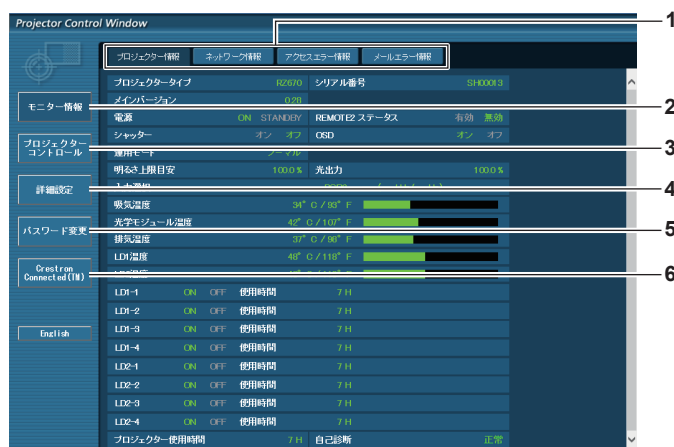 Projector Control Window
1
プロジェクター情報 ネットワーク情報 アクセスエラー情報 メールエラー情報
プロジェクタータイプ RZ670 シリアル番号 SH00013
メインバージョン 0.28
モニター情報
2
電源 ON STANDBY REMOTE2 ステータス 有効 無効
シャッター オン オフ OSD オン オフ
プロジェクター
コントロール
3
運用モード ノーマル
明るさ上限目安 100.0 % 光出力 100.0 %
詳細設定
4
吸気温度 34° C / 93° F
光学モジュール温度 42° C / 107° F
パスワード変更
5
排気温度 37° C / 98° F
LD1温度 48° C / 118° F
Crestron
Connected(TM)
6
LD1-1 ON OFF 使用時間 7 H
LD1-2 ON OFF 使用時間 7 H
LD1-3 ON OFF 使用時間 7 H
English
LD1-4 ON OFF 使用時間 7 H
LD2-1 ON OFF 使用時間 7 H
LD2-2 ON OFF 使用時間 7 H
LD2-3 ON OFF 使用時間 7 H
LD2-4 ON OFF 使用時間 7 H
プロジェクター使用時間 7 H 自己診断 正常